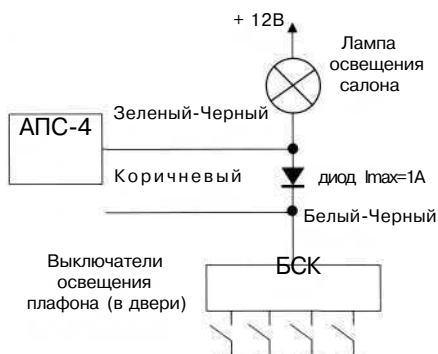 + 12В
Лампа
освещения
салона
Зеленый-Черный
АПС-4
Коричневый
диод Imax=1A
Белый-Черный
Выключатели
освещения
плафона (в двери)
БСК